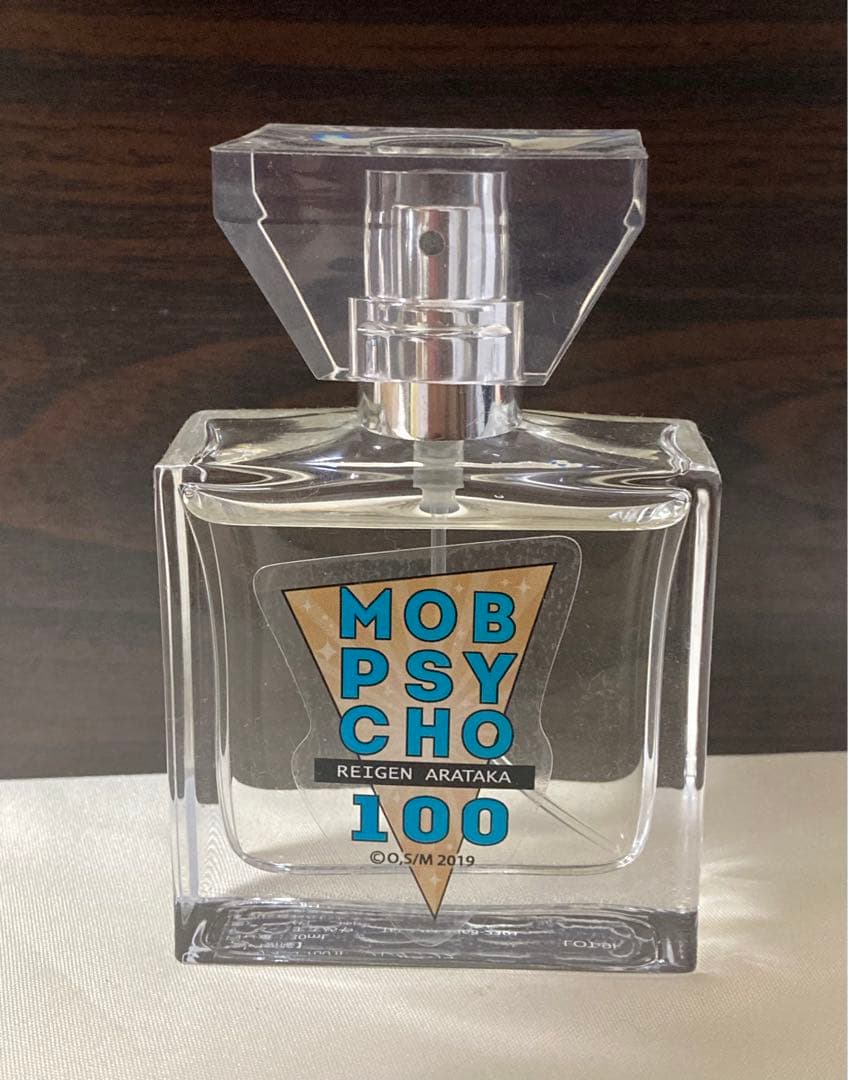 MOB
PSY
CHO
REIGEN ARATAKA
100
©O,S/M 2019